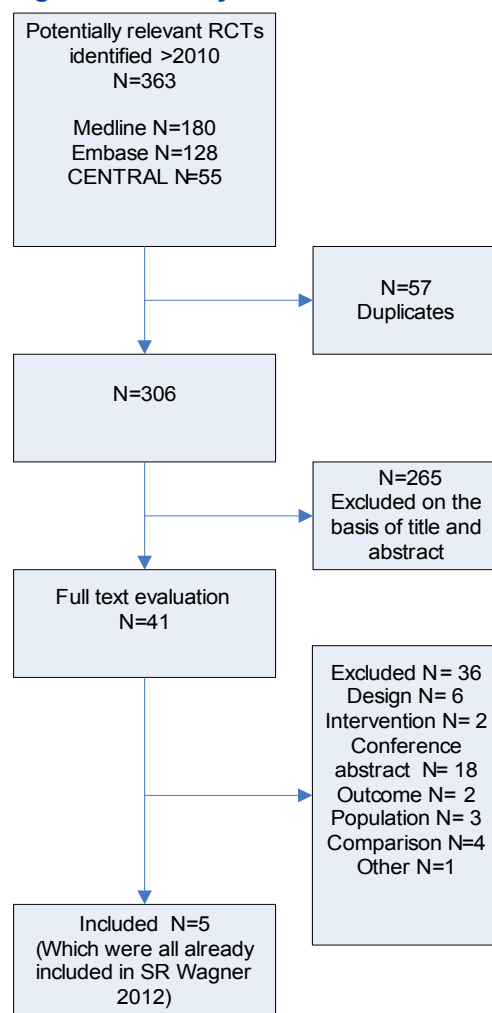 Potentially relevant RCTs
identified >2010
N=363
Medline N=180
Embase N=128
CENTRAL N=55
N=57
Duplicates
N=306
N=265
Excluded on the
basis of title and
abstract
Full text evaluation
N=41
Excluded N= 36
Design N= 6
Intervention N= 2
Conference
abstract N= 18
Outcome N= 2
Population N= 3
Comparison N=4
Other N=1
Included N=5
(Which were all already
included in SR Wagner
2012)